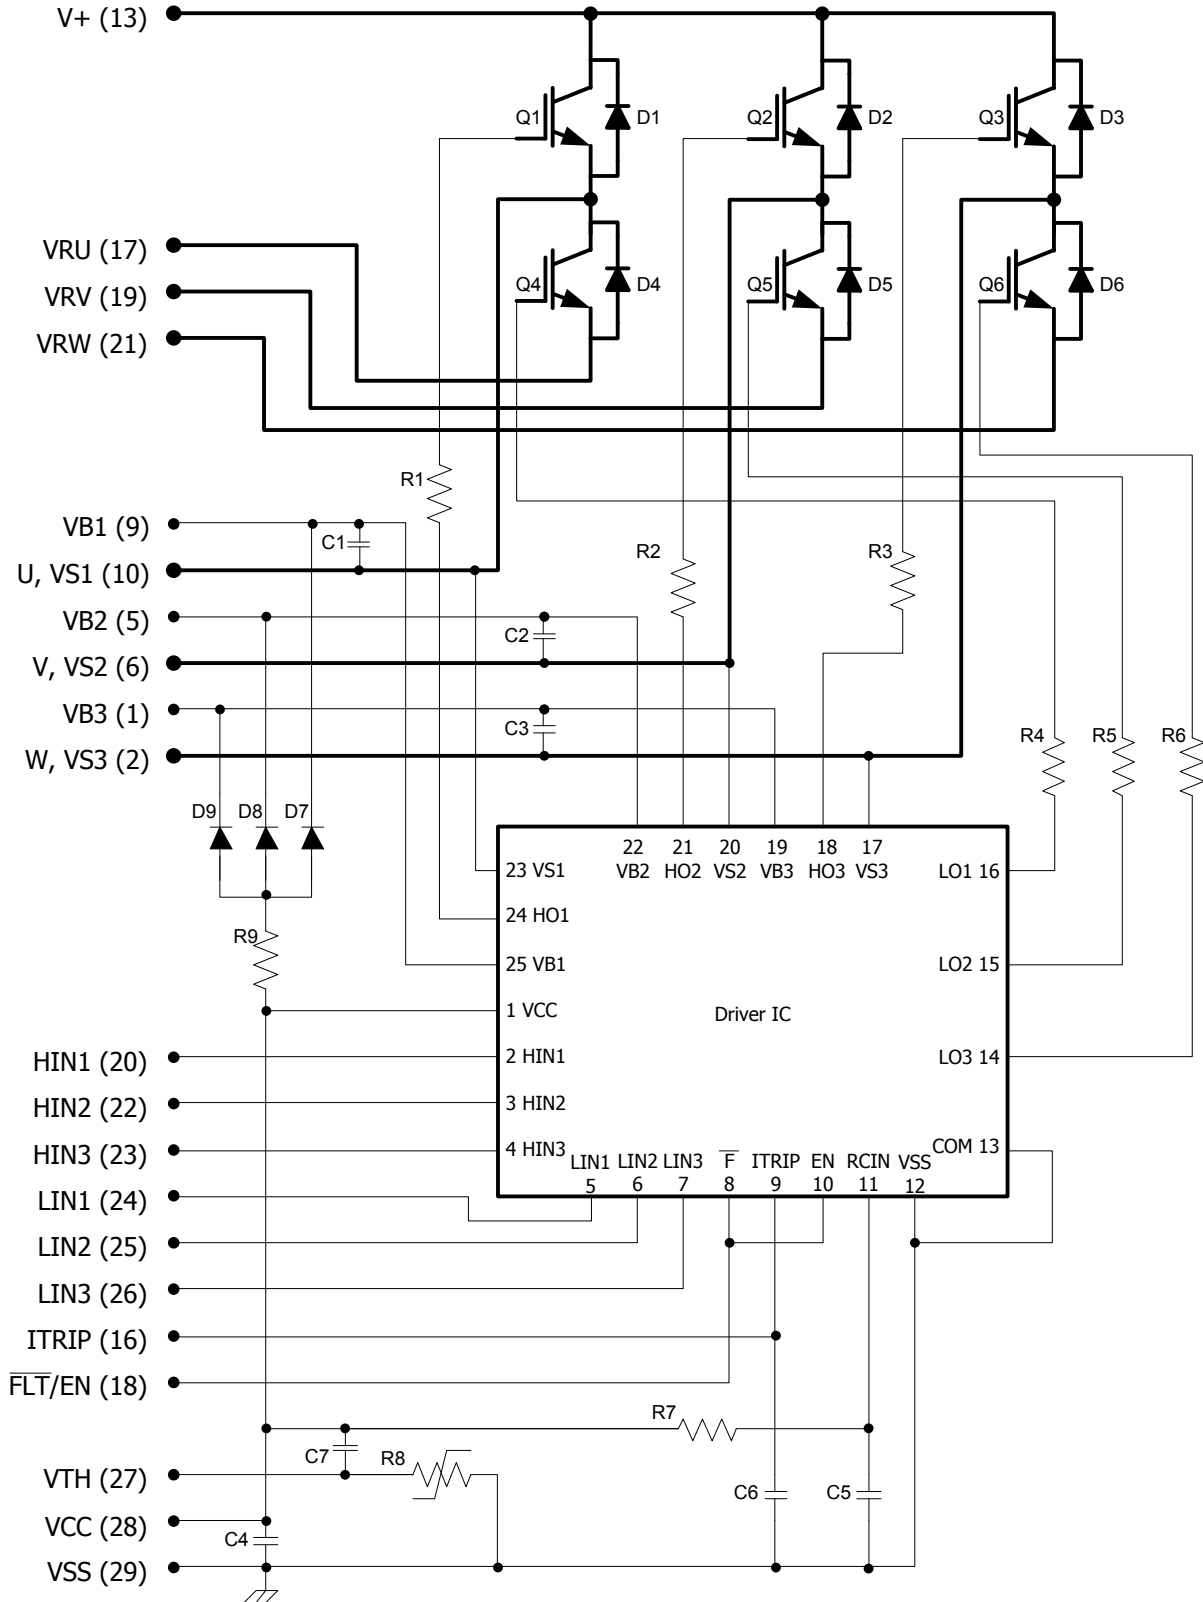 V+ (13)
Q1
D1
Q2
D2
Q3
D3
VRU (17)
Q4
D4
Q5
D5
Q6
D6
VRV (19)
VRW (21)
R1
VB1 (9)
C1
R2
R3
U, VS1 (10)
VB2 (5)
C2
V, VS2 (6)
VB3 (1)
C3
R4
R5
R6
W, VS3 (2)
D9
D8
D7
22
21
20
19
18
17
23 VS1
VB2
HO2
VS2
VB3
HO3
VS3
LO1 16
24 HO1
R9
25 VB1
LO2 15
1 VCC
Driver IC
HIN1 (20)
2 HIN1
LO3 14
HIN2 (22)
3 HIN2
HIN3 (23)
4 HIN3
COM 13
LIN1
LIN2
LIN3
F̅
ITRIP
EN
RCIN
VSS
5
6
7
8
9
10
11
12
LIN1 (24)
LIN2 (25)
LIN3 (26)
ITRIP (16)
F̅L̅T̅/EN (18)
R7
C7
R8
VTH (27)
C6
C5
VCC (28)
C4
VSS (29)